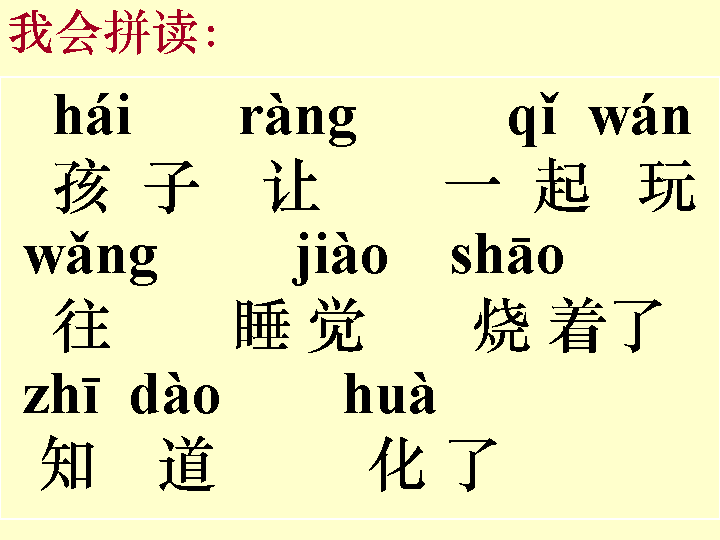 我会拼读：
hái ràng qǐ wán
孩 子 让 一 起 玩
wǎng jiào shāo
往 睡 觉 烧 着了
zhī dào huà
知 道 化 了